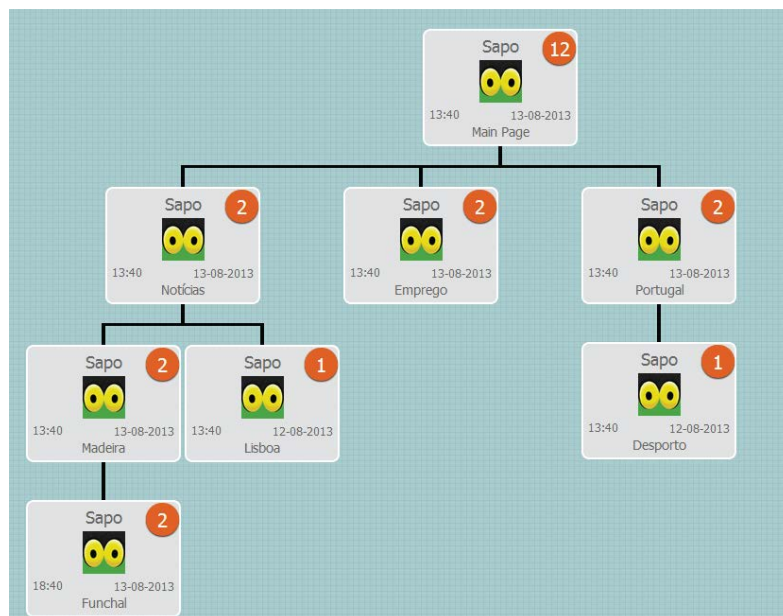 Sapo 12
13:40 13-08-2013
Main Page
Sapo 2
13:40 13-08-2013
Notícias
Sapo 2
13:40 13-08-2013
Emprego
Sapo 2
13:40 13-08-2013
Portugal
Sapo 2
13:40 13-08-2013
Madeira
Sapo 1
13:40 12-08-2013
Lisboa
Sapo 1
13:40 12-08-2013
Desporto
Sapo 2
18:40 13-08-2013
Funchal